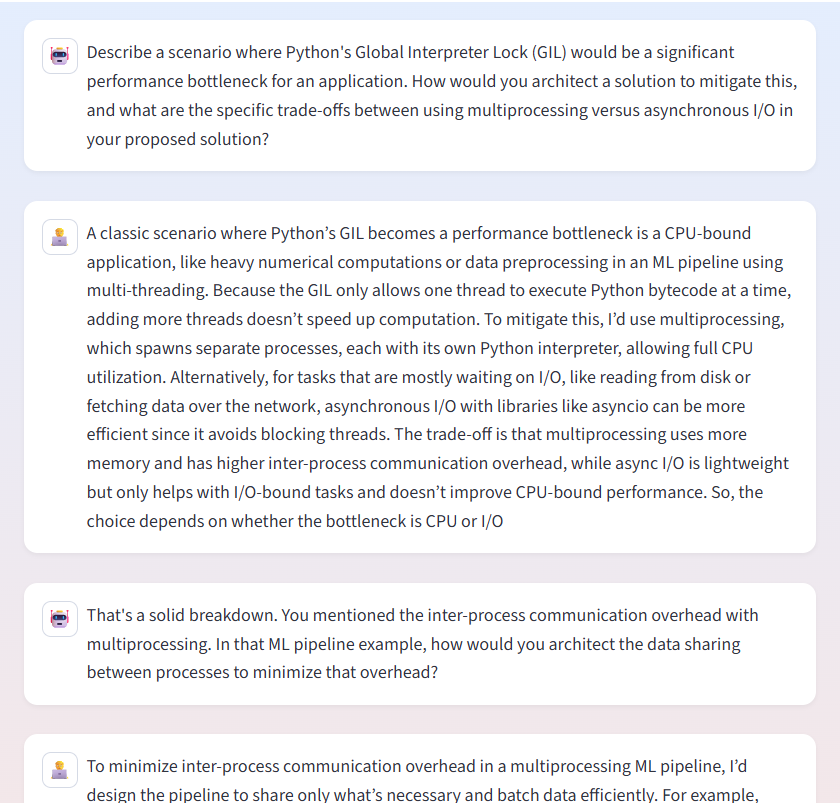 Describe a scenario where Python's Global Interpreter Lock (GIL) would be a significant
performance bottleneck for an application. How would you architect a solution to mitigate this,
and what are the specific trade-offs between using multiprocessing versus asynchronous I/O in
your proposed solution?
A classic scenario where Python’s GIL becomes a performance bottleneck is a CPU-bound
application, like heavy numerical computations or data preprocessing in an ML pipeline using
multi-threading. Because the GIL only allows one thread to execute Python bytecode at a time,
adding more threads doesn’t speed up computation. To mitigate this, I’d use multiprocessing,
which spawns separate processes, each with its own Python interpreter, allowing full CPU
utilization. Alternatively, for tasks that are mostly waiting on I/O, like reading from disk or
fetching data over the network, asynchronous I/O with libraries like asyncio can be more
efficient since it avoids blocking threads. The trade-off is that multiprocessing uses more
memory and has higher inter-process communication overhead, while async I/O is lightweight
but only helps with I/O-bound tasks and doesn’t improve CPU-bound performance. So, the
choice depends on whether the bottleneck is CPU or I/O
That's a solid breakdown. You mentioned the inter-process communication overhead with
multiprocessing. In that ML pipeline example, how would you architect the data sharing
between processes to minimize that overhead?
To minimize inter-process communication overhead in a multiprocessing ML pipeline, I’d
design the pipeline to share only what’s necessary and batch data efficiently. For example,